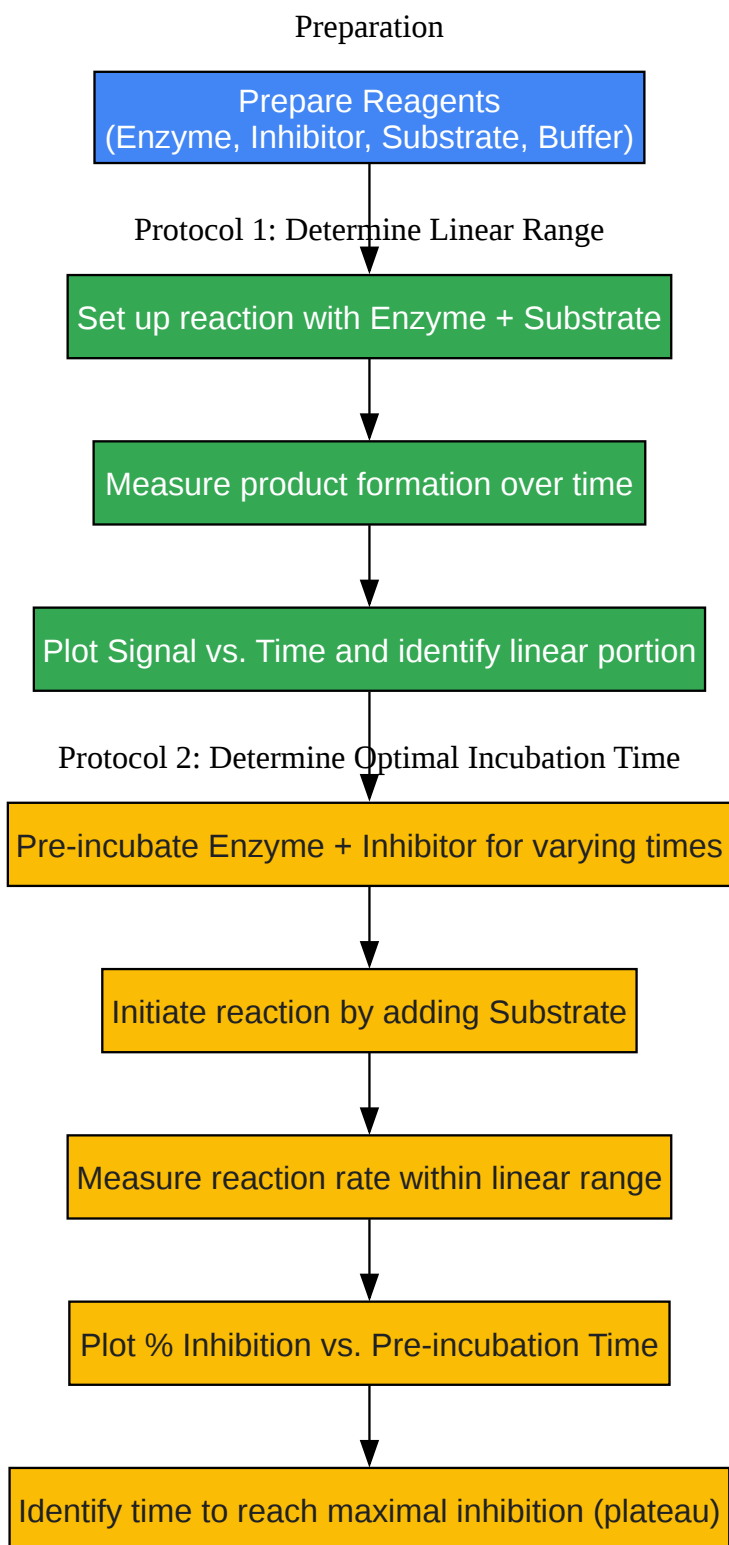 Preparation
Prepare Reagents
(Enzyme, Inhibitor, Substrate, Buffer)
Protocol 1: Determine Linear Range
Set up reaction with Enzyme + Substrate
Measure product formation over time
Plot Signal vs. Time and identify linear portion
Protocol 2: Determine Optimal Incubation Time
Pre-incubate Enzyme + Inhibitor for varying times
Initiate reaction by adding Substrate
Measure reaction rate within linear range
Plot % Inhibition vs. Pre-incubation Time
Identify time to reach maximal inhibition (plateau)